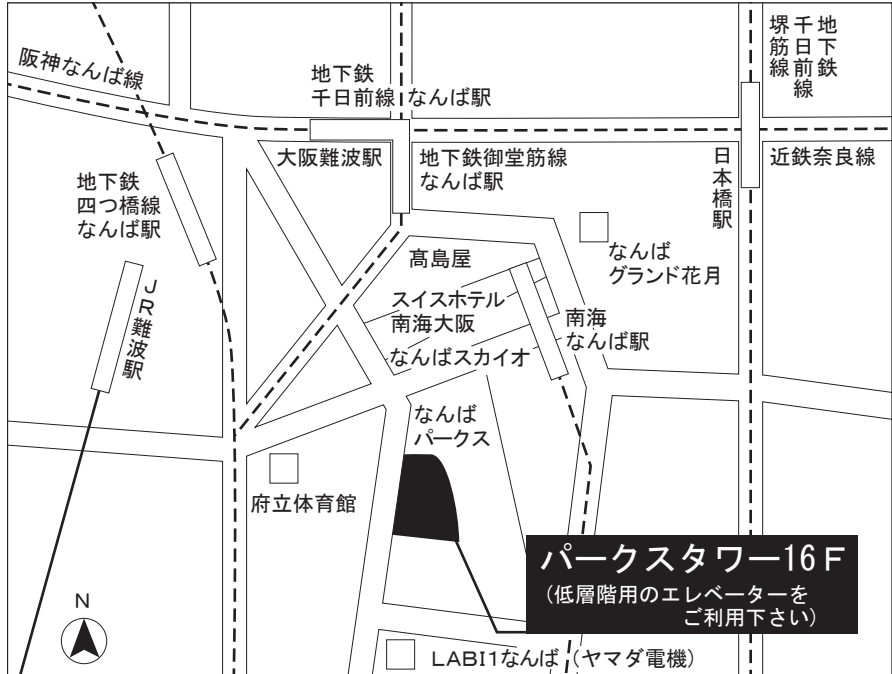 阪神なんば線
地下鉄
千日前線 なんば駅
地下鉄
千日前線
堺筋線
大阪難波駅
地下鉄御堂筋線
なんば駅
日本橋駅
近鉄奈良線
地下鉄
四つ橋線
なんば駅
JR難波駅
髙島屋
なんば
グランド花月
スイスホテル
南海大阪
南海
なんば駅
なんばスカイオ
なんば
パークス
府立体育館
パークスタワー16F
(低層階用のエレベーターを
ご利用下さい)
N
LABI1なんば(ヤマダ電機)